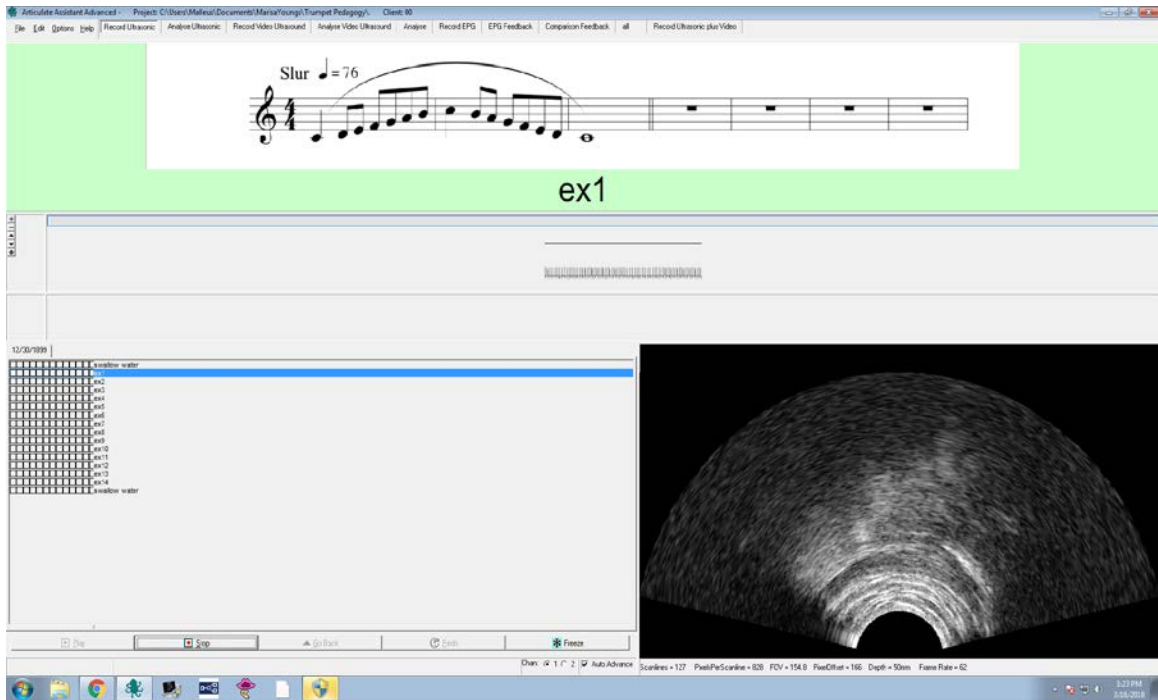 Articulate Assistant Advanced - Project: C:\Users\Malleus\Documents\MarisaYoungs\Trumpet Pedagogy\. Client: 00
File Edit Options Help Record Ultrasonic Analyse Ultrasonic Record Video Ultrasound Analyse Video Ultrasound Analyse Record EPG EPG Feedback Comparison Feedback all Record Ultrasonic plus Video
Slur ♩=76
ex1
12/30/1899
swallow water
ex1
ex2
ex3
ex4
ex5
ex6
ex7
ex8
ex9
ex10
ex11
ex12
ex13
ex14
swallow water
Play Stop Go Back Redo Freeze
Chan: 1 2 Auto Advance
Scanlines = 127 PixelsPerScanline = 828 FOV = 154.8 PixelOffset = 166 Depth = 50mm Frame Rate = 62
5:23 PM
3/16/2018